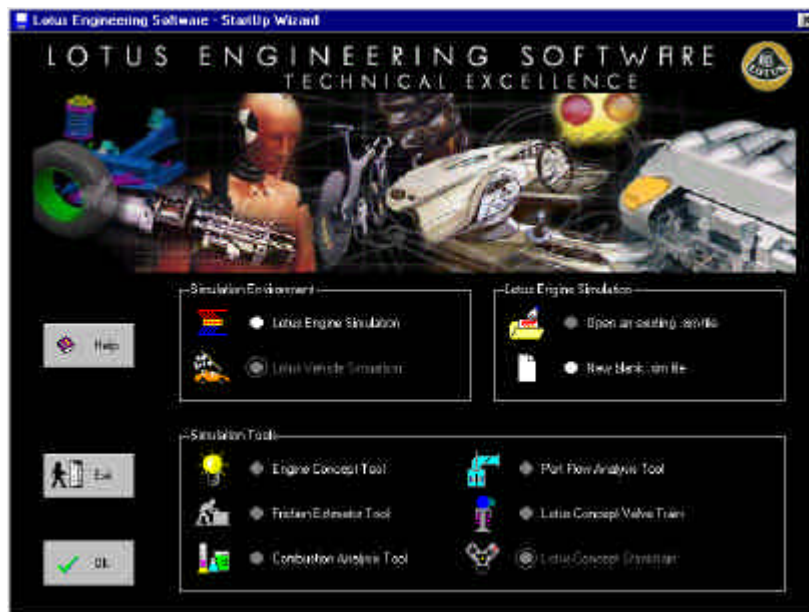 Lotus Engineering Software - StartUp Wizard
LOTUS ENGINEERING SOFTWARE
TECHNICAL EXCELLENCE
LOTUS
Simulation Environment
Lotus Engine Simulation
Lotus Vehicle Simulation
Lotus Engine Simulation
Open an existing .sim file
New blank .sim file
Help
Exit
OK
Simulation Tools
Engine Concept Tool
Friction Estimator Tool
Combustion Analysis Tool
Port Flow Analysis Tool
Lotus Concept Valve Train
Lotus Concept